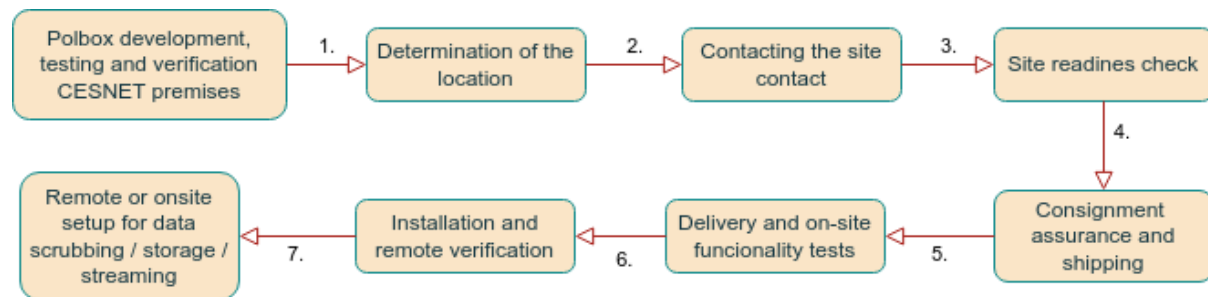 Polbox development,
testing and verification
CESNET premises
1.
Determination of the
location
2.
Contacting the site
contact
3.
Site readines check
4.
Consignment
assurance and
shipping
5.
Delivery and on-site
funcionality tests
6.
Installation and
remote verification
7.
Remote or onsite
setup for data
scrubbing / storage /
streaming